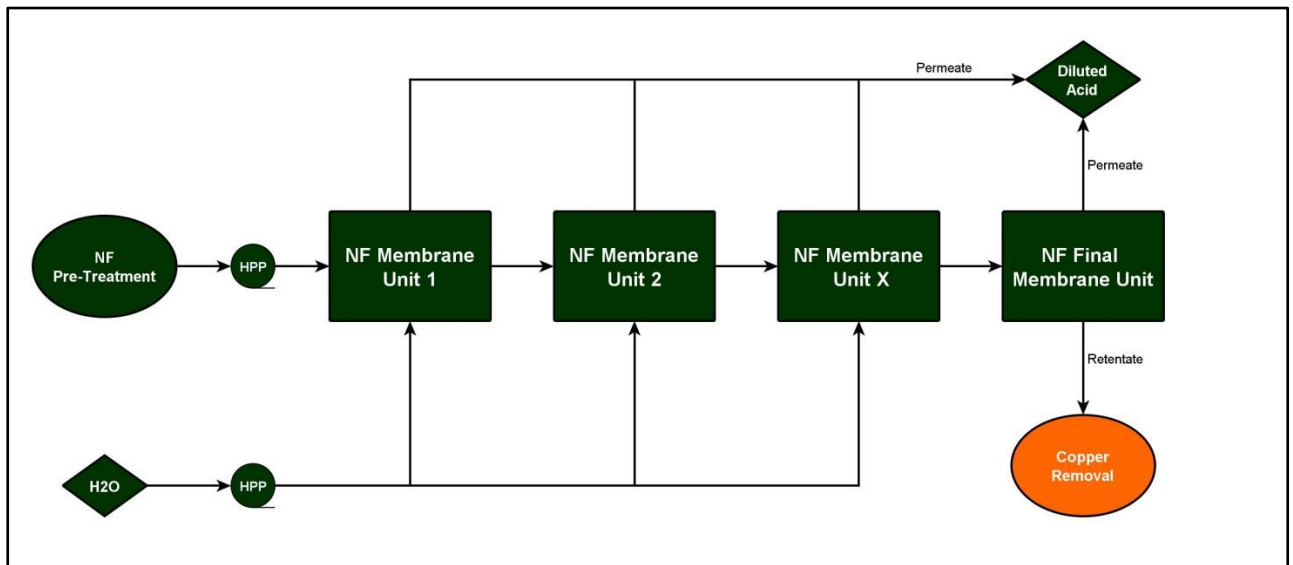 Permeate
Diluted
Acid
Permeate
NF
Pre-Treatment
HPP
NF Membrane
Unit 1
NF Membrane
Unit 2
NF Membrane
Unit X
NF Final
Membrane Unit
Retentate
H2O
HPP
Copper
Removal